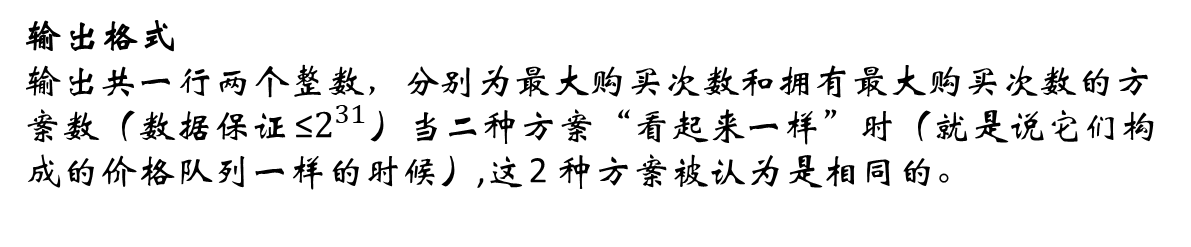 输出格式
输出共一行两个整数，分别为最大购买次数和拥有最大购买次数的方
案数（数据保证≤2³¹）当二种方案“看起来一样”时（就是说它们构
成的价格队列一样的时候）,这2种方案被认为是相同的。